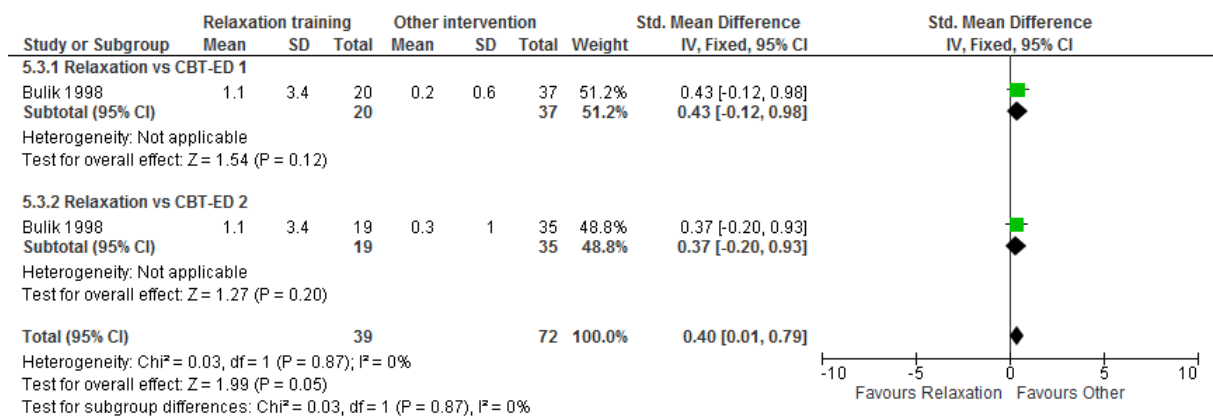 Relaxation training Other intervention Std. Mean Difference Std. Mean Difference
Study or Subgroup Mean SD Total Mean SD Total Weight IV, Fixed, 95% CI IV, Fixed, 95% CI
5.3.1 Relaxation vs CBT-ED 1
Bulik 1998 1.1 3.4 20 0.2 0.6 37 51.2% 0.43 [-0.12, 0.98]
Subtotal (95% CI) 20 37 51.2% 0.43 [-0.12, 0.98]
Heterogeneity: Not applicable
Test for overall effect: Z = 1.54 (P = 0.12)
5.3.2 Relaxation vs CBT-ED 2
Bulik 1998 1.1 3.4 19 0.3 1 35 48.8% 0.37 [-0.20, 0.93]
Subtotal (95% CI) 19 35 48.8% 0.37 [-0.20, 0.93]
Heterogeneity: Not applicable
Test for overall effect: Z = 1.27 (P = 0.20)
Total (95% CI) 39 72 100.0% 0.40 [0.01, 0.79]
Heterogeneity: Chi² = 0.03, df = 1 (P = 0.87); I² = 0%
Test for overall effect: Z = 1.99 (P = 0.05)
Test for subgroup differences: Chi² = 0.03, df = 1 (P = 0.87), I² = 0%
-10 -5 0 5 10
Favours Relaxation Favours Other